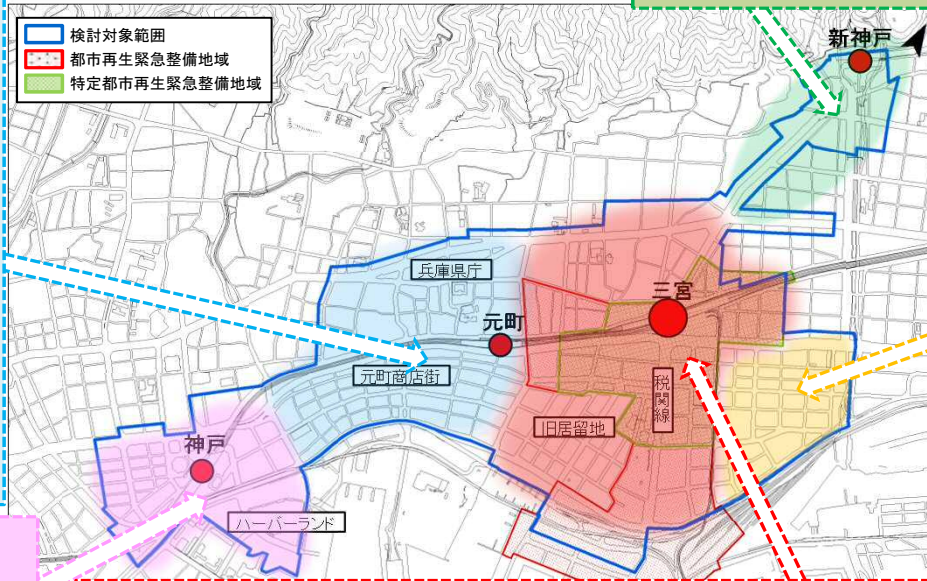 検討対象範囲
都市再生緊急整備地域
特定都市再生緊急整備地域
新神戸
兵庫県庁
三宮
元町
元町商店街
税関線
旧居留地
神戸
ハーバーランド